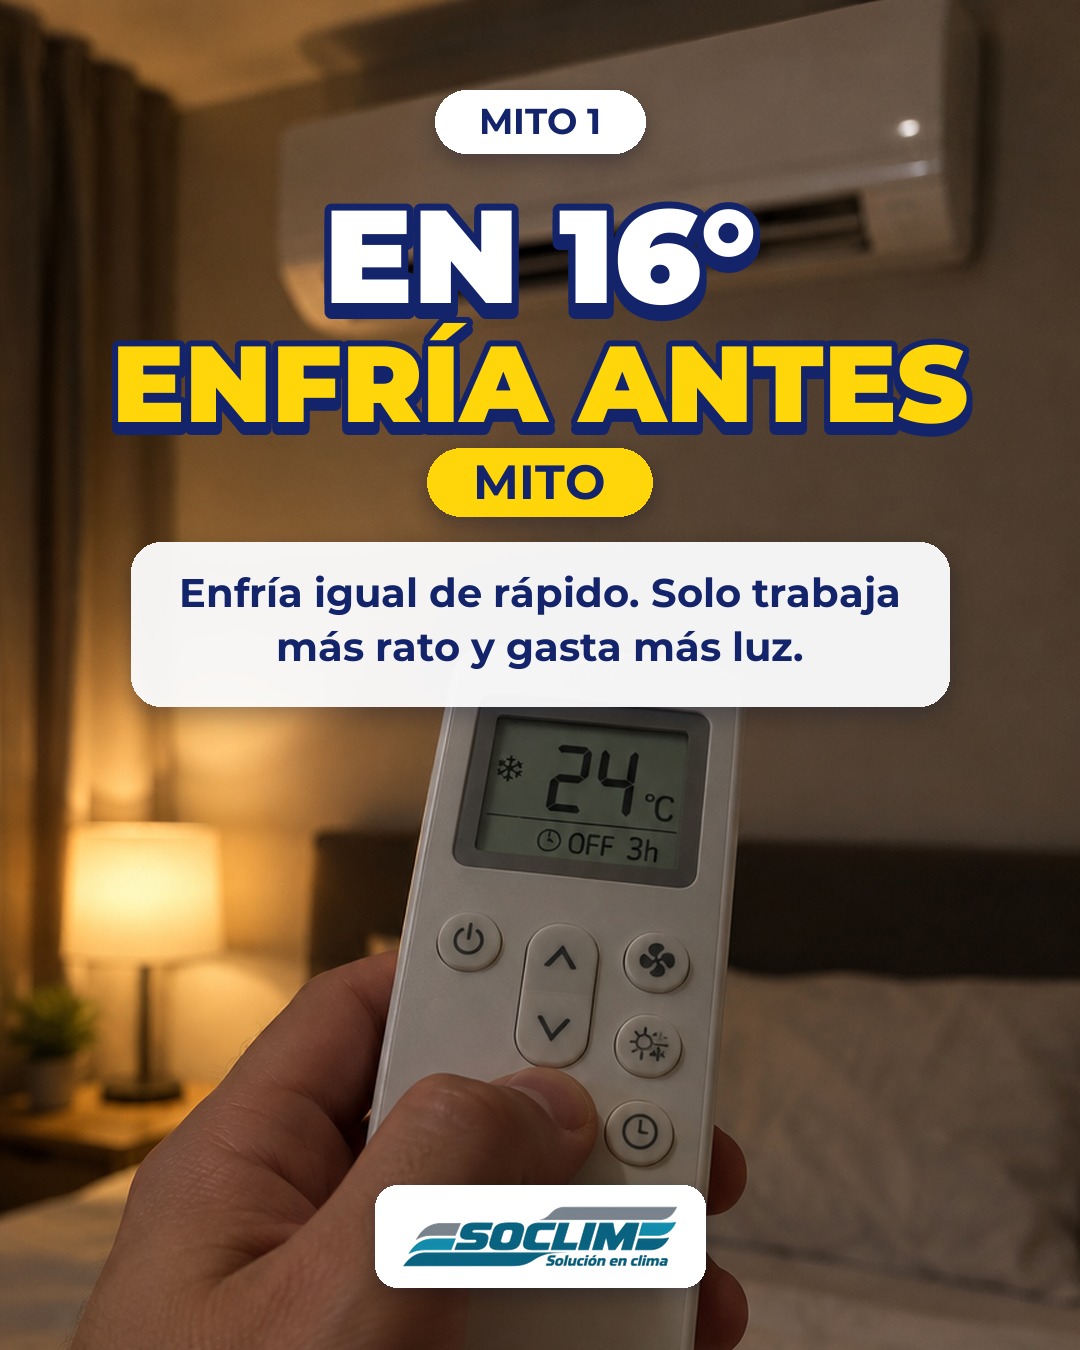 MITO 1
EN 16°
ENFRÍA ANTES
MITO
Enfría igual de rápido. Solo trabaja
más rato y gasta más luz.
24 °C
OFF 3h
SOCLIM
Solución en clima